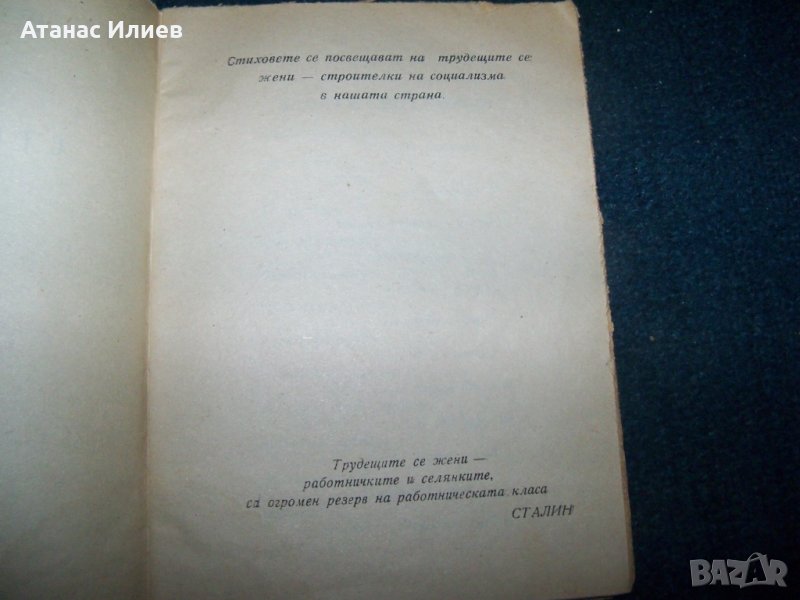 Атанас Илиев
Стиховете се посвещават на трудещите се
жени — строителки на социализма
в нашата страна.
Трудещите се жени —
работничките и селянките,
са огромен резерв на работническата класа
СТАЛИН
BAZAR